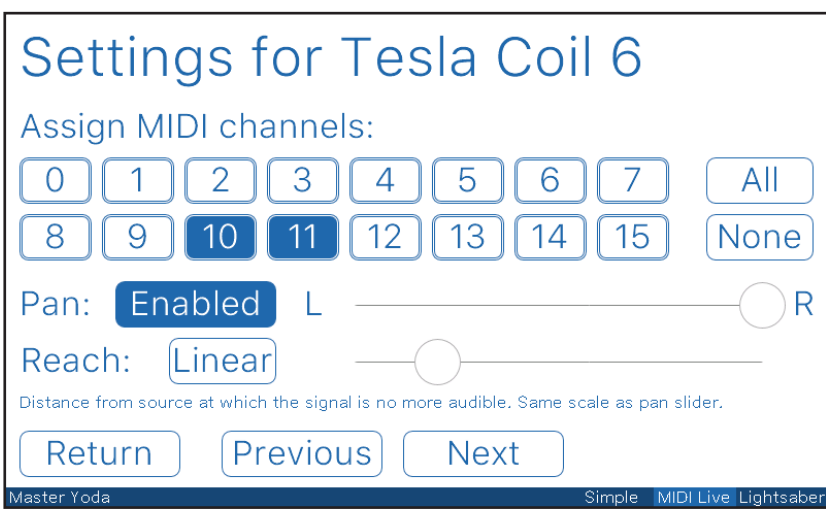 Settings for Tesla Coil 6
Assign MIDI channels:
0 1 2 3 4 5 6 7 All
8 9 10 11 12 13 14 15 None
Pan: Enabled L R
Reach: Linear
Distance from source at which the signal is no more audible. Same scale as pan slider.
Return Previous Next
Master Yoda Simple MIDI Live Lightsaber